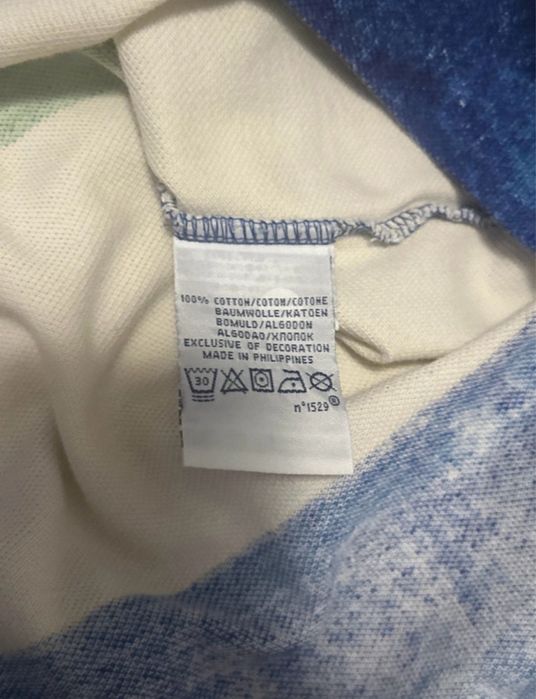 100% COTTON/COTON/COTONE
BAUMWOLLE/KATOEN
BOMULD/ALGODON
ALGODAO/ХЛОПОК
EXCLUSIVE OF DECORATION
MADE IN PHILIPPINES
30
n°1529®